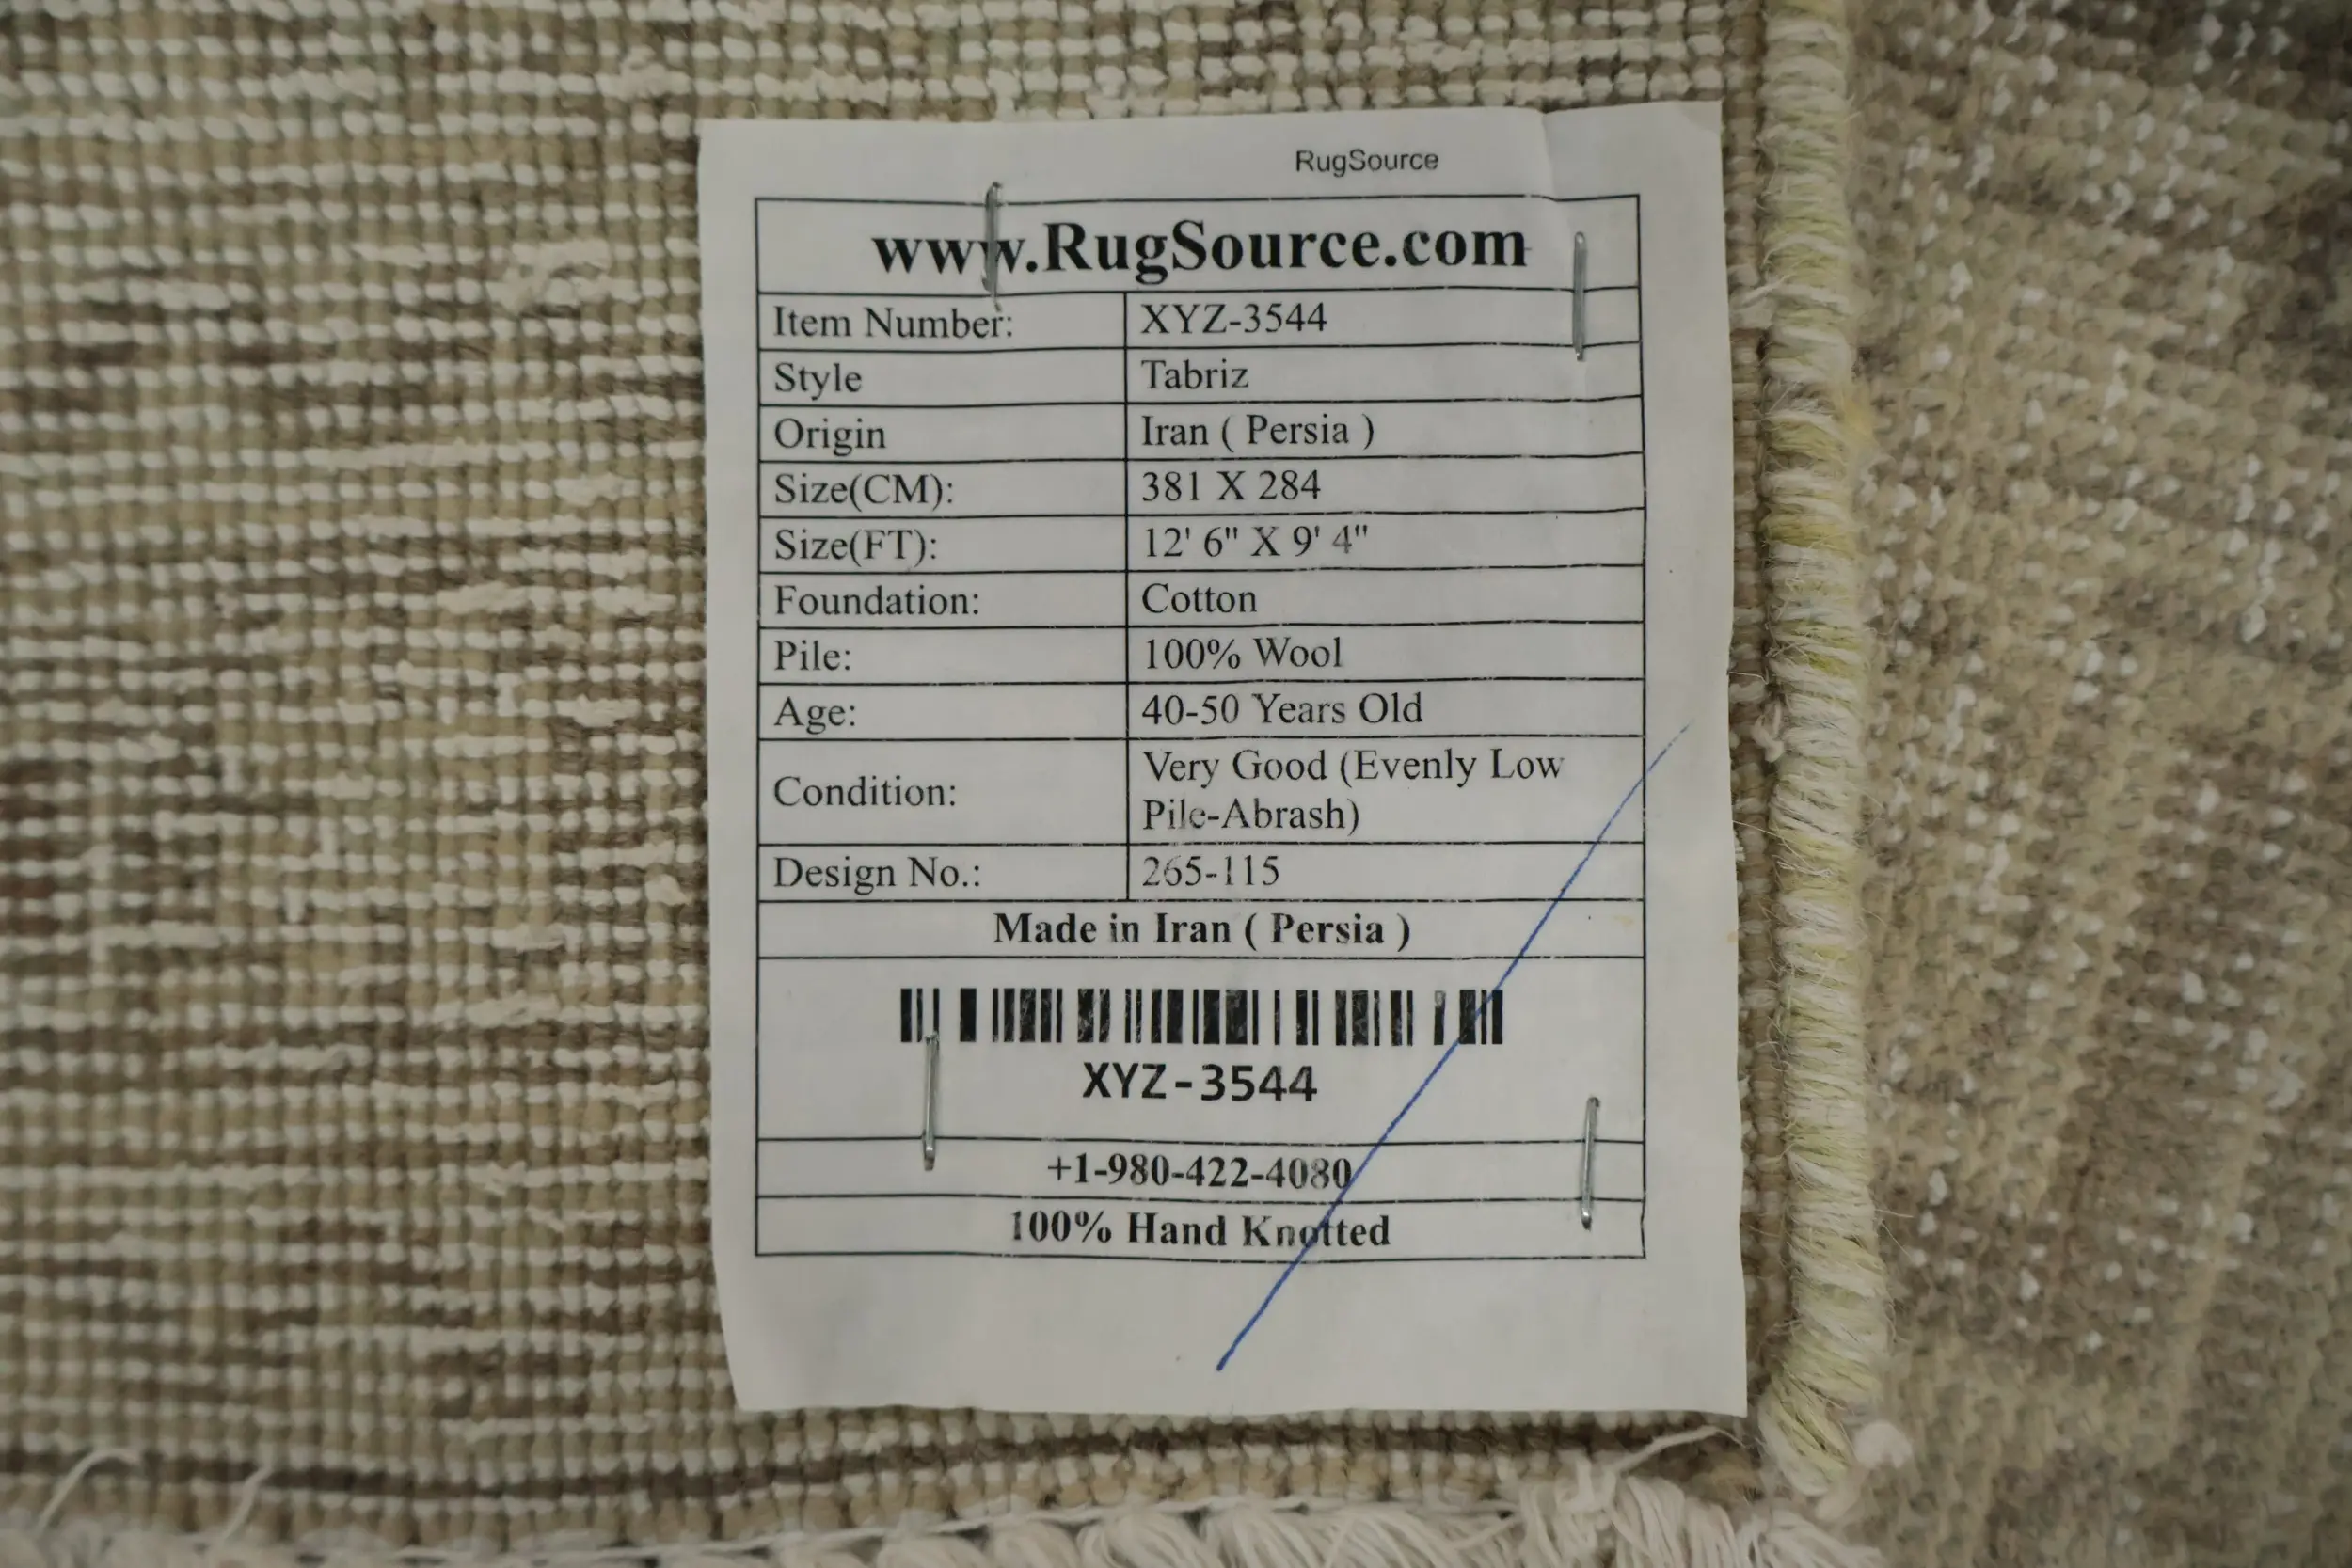 RugSource
www.RugSource.com
Item Number: XYZ-3544
Style Tabriz
Origin Iran ( Persia )
Size(CM): 381 X 284
Size(FT): 12' 6" X 9' 4"
Foundation: Cotton
Pile: 100% Wool
Age: 40-50 Years Old
Condition: Very Good (Evenly Low
Pile-Abrash)
Design No.: 265-115
Made in Iran ( Persia )
XYZ-3544
+1-980-422-4080
100% Hand Knotted